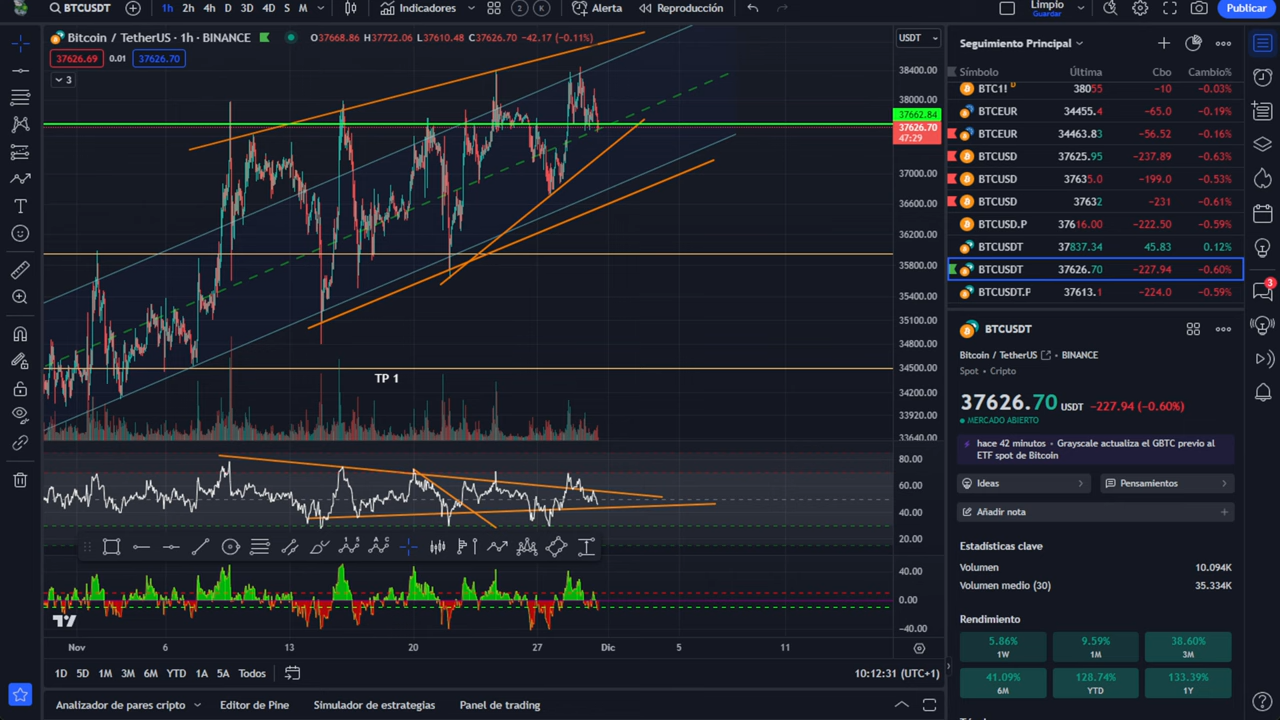 BTCUSDT 1h 2h 4h D 3D 4D S M Indicadores 2 K Alerta Reproducción Limpio Guardar Publicar
Bitcoin / TetherUS · 1h · BINANCE O37668.86 H37722.06 L37610.48 C37626.70 -42.17 (-0.11%) USDT
37626.69 0.01 37626.70
3
38400.00
38000.00
37662.84
37626.70
47:29
37000.00
36600.00
36200.00
35800.00
35400.00
35100.00
34800.00
34500.00
34200.00
33920.00
33640.00
TP 1
80.00
60.00
40.00
20.00
40.00
0.00
-40.00
Nov 6 13 20 27 Dic 5 11
1D 5D 1M 3M 6M YTD 1A 5A Todos 10:12:31 (UTC+1)
Analizador de pares cripto Editor de Pine Simulador de estrategias Panel de trading
Seguimiento Principal
Símbolo Última Cbo Cambio%
BTC1! D 38055 -10 -0.03%
BTCEUR 34455.4 -65.0 -0.19%
BTCEUR 34463.83 -56.52 -0.16%
BTCUSD 37625.95 -237.89 -0.63%
BTCUSD 37635.0 -199.0 -0.53%
BTCUSD 37632 -231 -0.61%
BTCUSD.P 37616.00 -222.50 -0.59%
BTCUSDT 37837.34 45.83 0.12%
BTCUSDT 37626.70 -227.94 -0.60%
BTCUSDT.P 37613.1 -224.0 -0.59%
3
BTCUSDT
Bitcoin / TetherUS · BINANCE
Spot · Cripto
37626.70 USDT -227.94 (-0.60%)
MERCADO ABIERTO
hace 42 minutos · Grayscale actualiza el GBTC previo al
ETF spot de Bitcoin
Ideas Pensamientos
Añadir nota
Estadísticas clave
Volumen 10.094K
Volumen medio (30) 35.334K
Rendimiento
5.86% 9.59% 38.60%
1W 1M 3M
41.09% 128.74% 133.39%
6M YTD 1Y